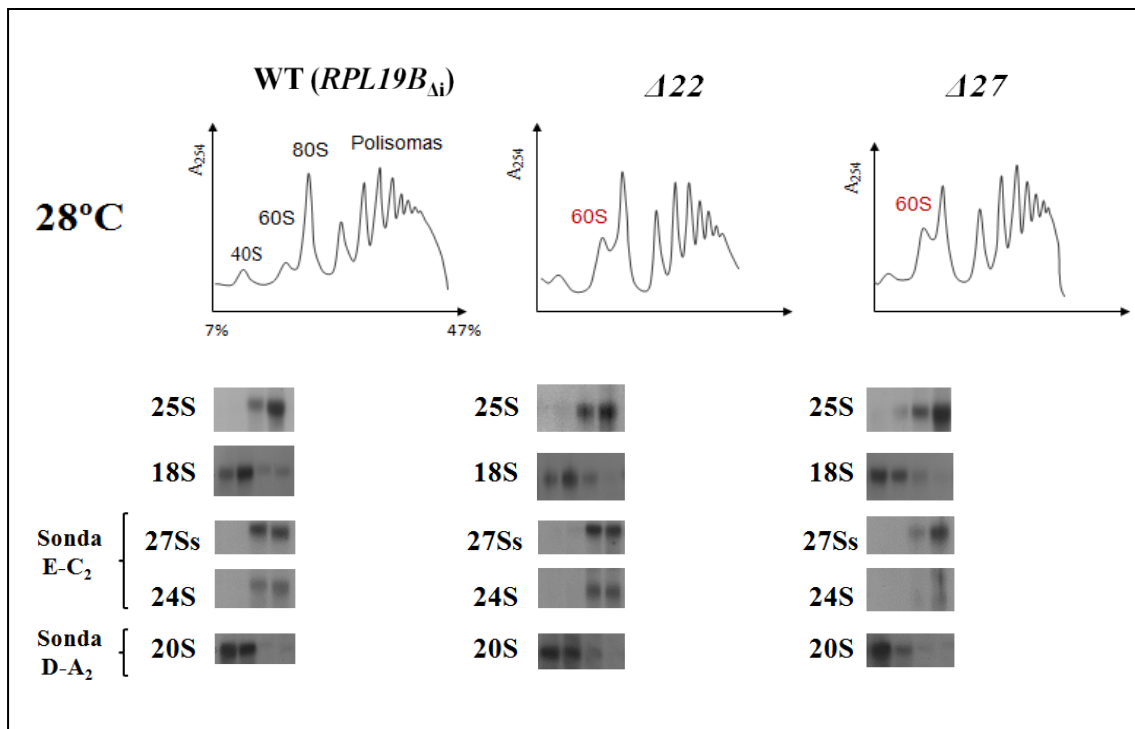 WT (RPL19BΔi)
Δ22
Δ27
28ºC
A254
40S
60S
80S
Polisomas
7%
47%
A254
60S
A254
60S
25S
25S
25S
18S
18S
18S
Sonda
E-C2
27Ss
27Ss
27Ss
24S
24S
24S
Sonda
D-A2
20S
20S
20S